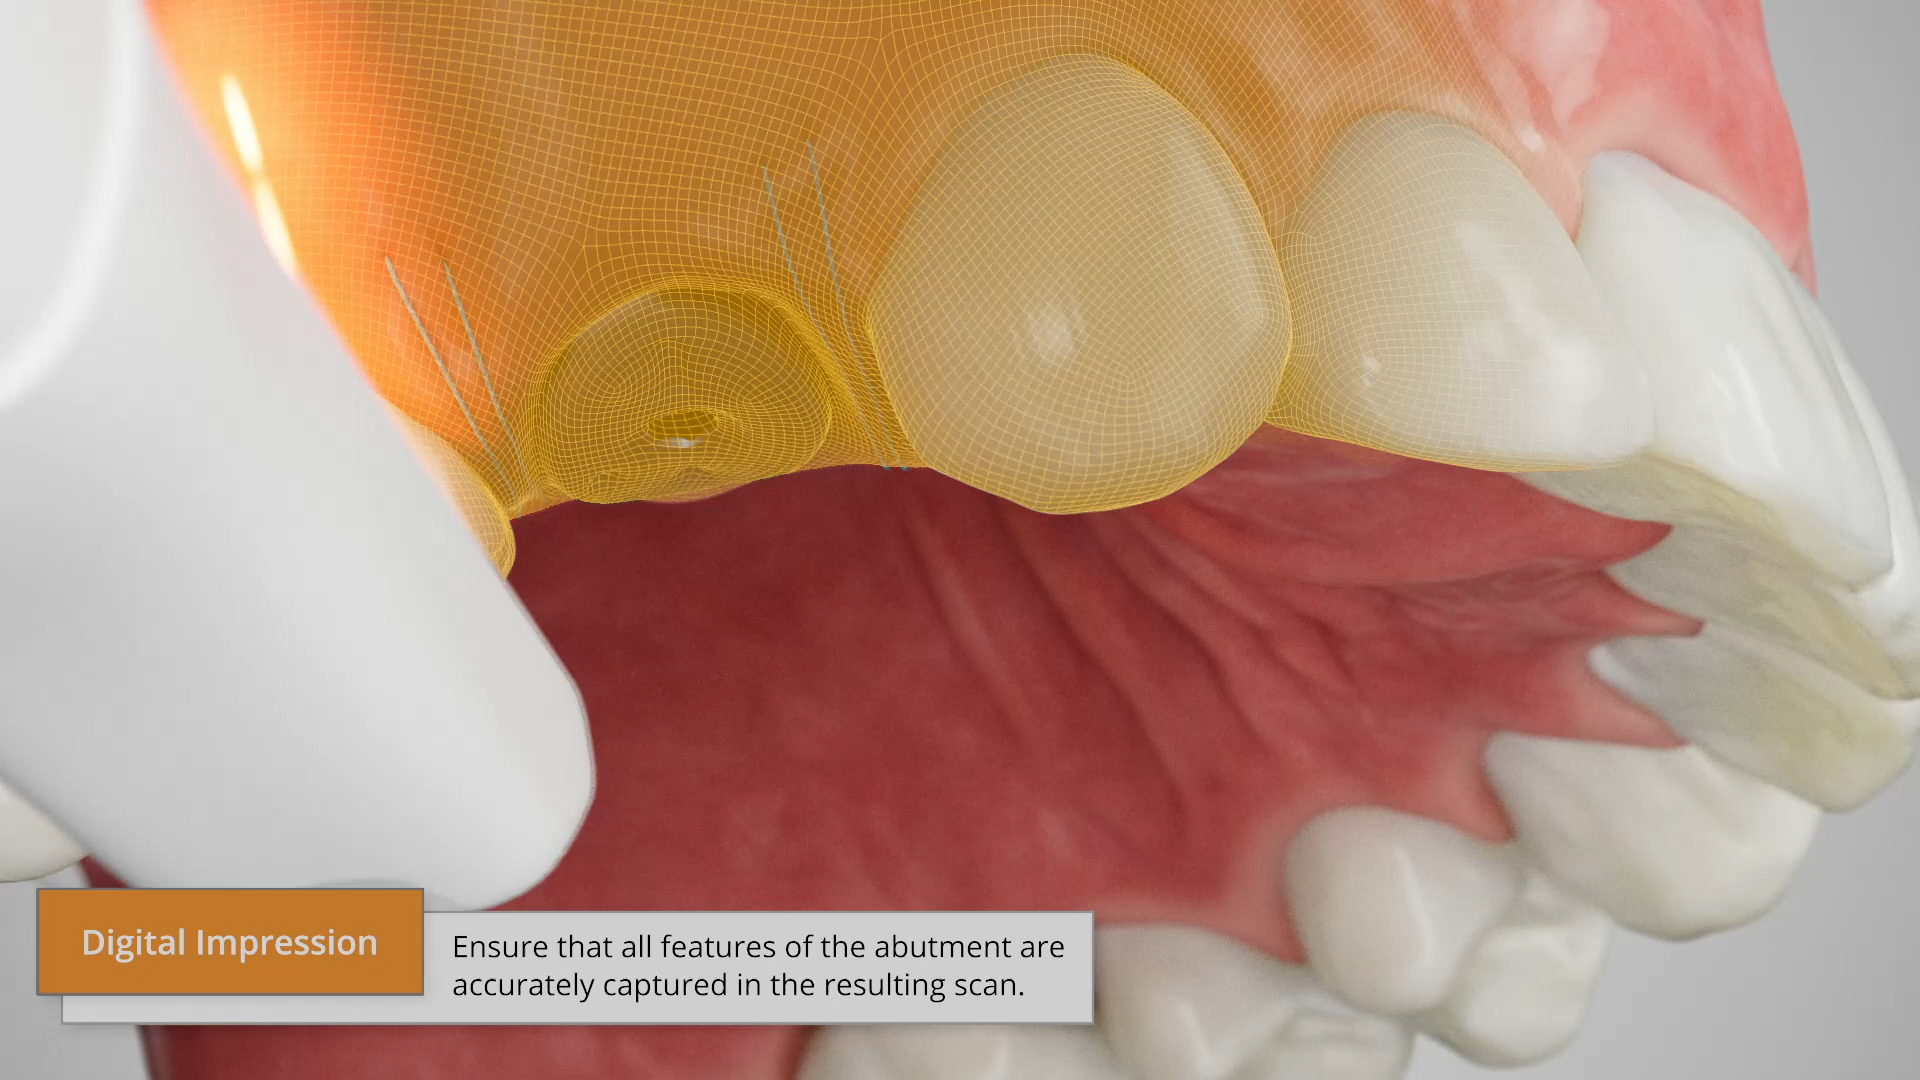 Digital Impression
Ensure that all features of the abutment are
accurately captured in the resulting scan.